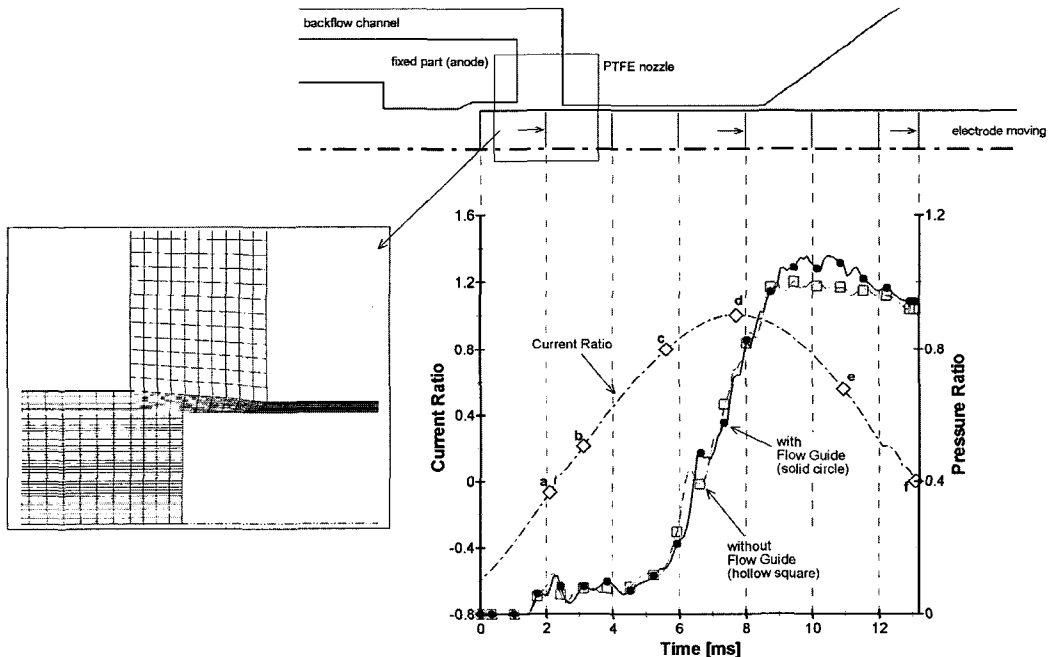 backflow channel
fixed part (anode)
PTFE nozzle
electrode moving
1.6
1.2
0.8
0.4
0
-0.4
-0.8
Current Ratio
1.2
0.8
0.4
0
Pressure Ratio
a
b
c
d
e
f
Current Ratio
with
Flow Guide
(solid circle)
without
Flow Guide
(hollow square)
0 2 4 6 8 10 12
Time [ms]